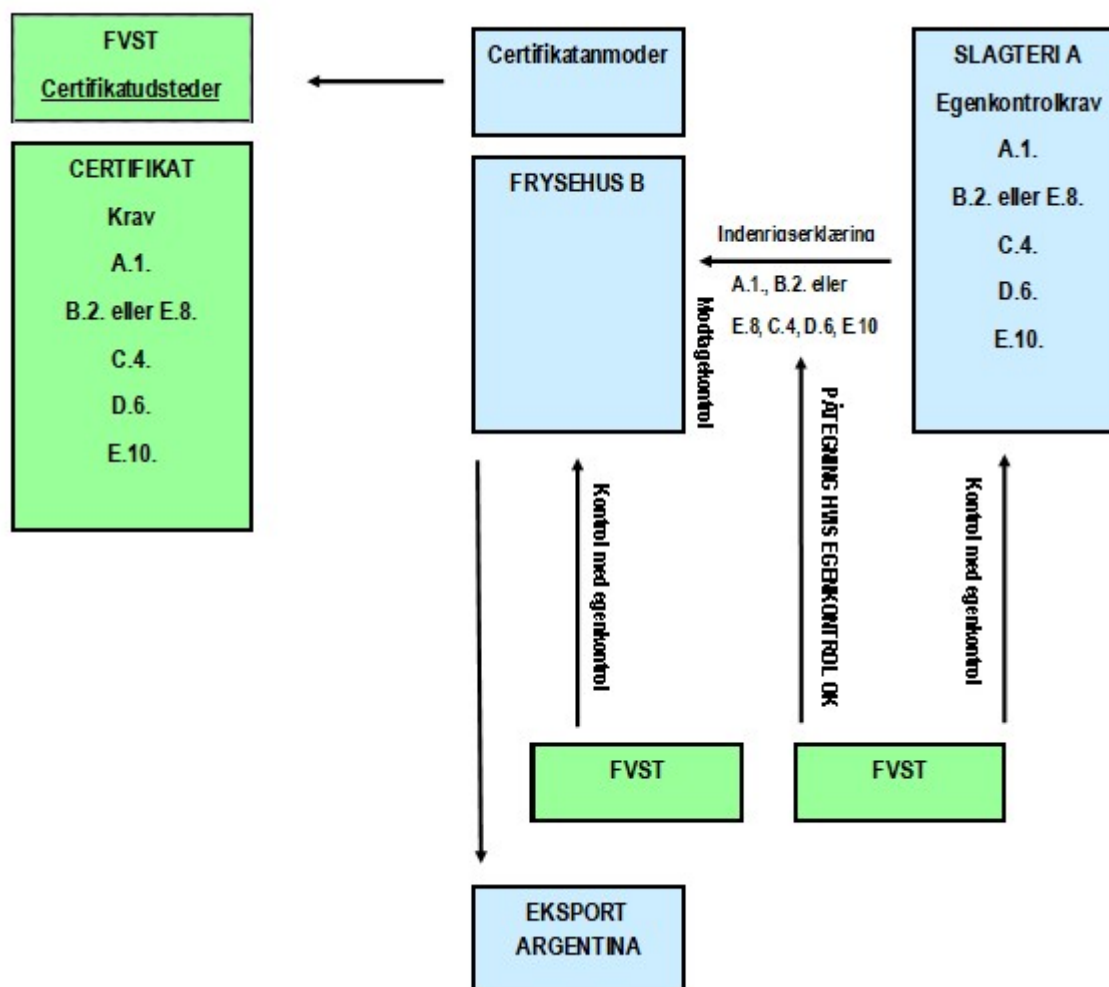 FVST
Certifikatudsteder
CERTIFIKAT
Krav
A.1.
B.2. eller E.8.
C.4.
D.6.
E.10.
Certifikatanmoder
FRYSEHUS B
Indenrigserklæring
A.1., B.2. eller
E.8, C.4, D.6, E.10
Modtagekontrol
SLAGTERI A
Egenkontrolkrav
A.1.
B.2. eller E.8.
C.4.
D.6.
E.10.
Kontrol med egenkontrol
PÅTEGNING HVIS EGENKONTROL OK
Kontrol med egenkontrol
FVST
FVST
EKSPORT
ARGENTINA